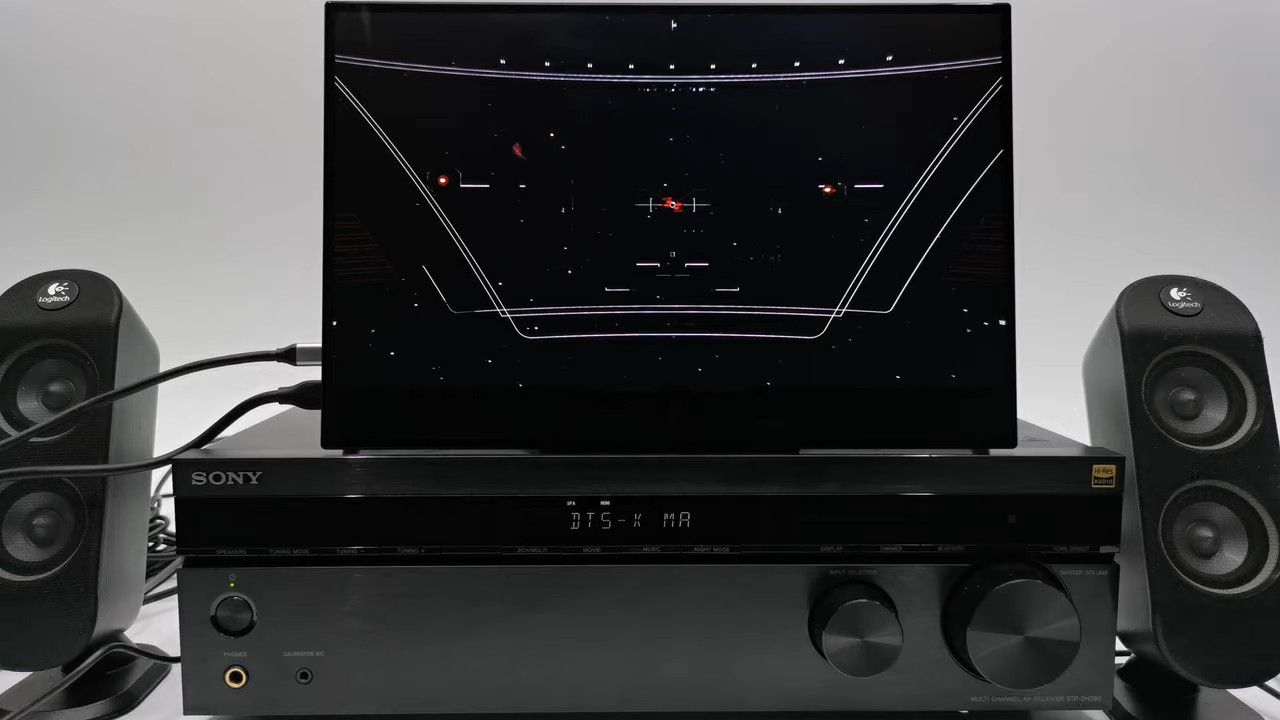 Logitech
Logitech
SONY
Hi-Res
AUDIO
SPA HDMI
DTS-X MA
SPEAKERS TUNING MODE TUNING – TUNING + 2CH/MULTI MOVIE MUSIC NIGHT MODE DISPLAY DIMMER BLUETOOTH PURE DIRECT
INPUT SELECTOR MASTER VOLUME
PHONES CALIBRATION MIC
MULTI CHANNEL AV RECEIVER STR-DH790